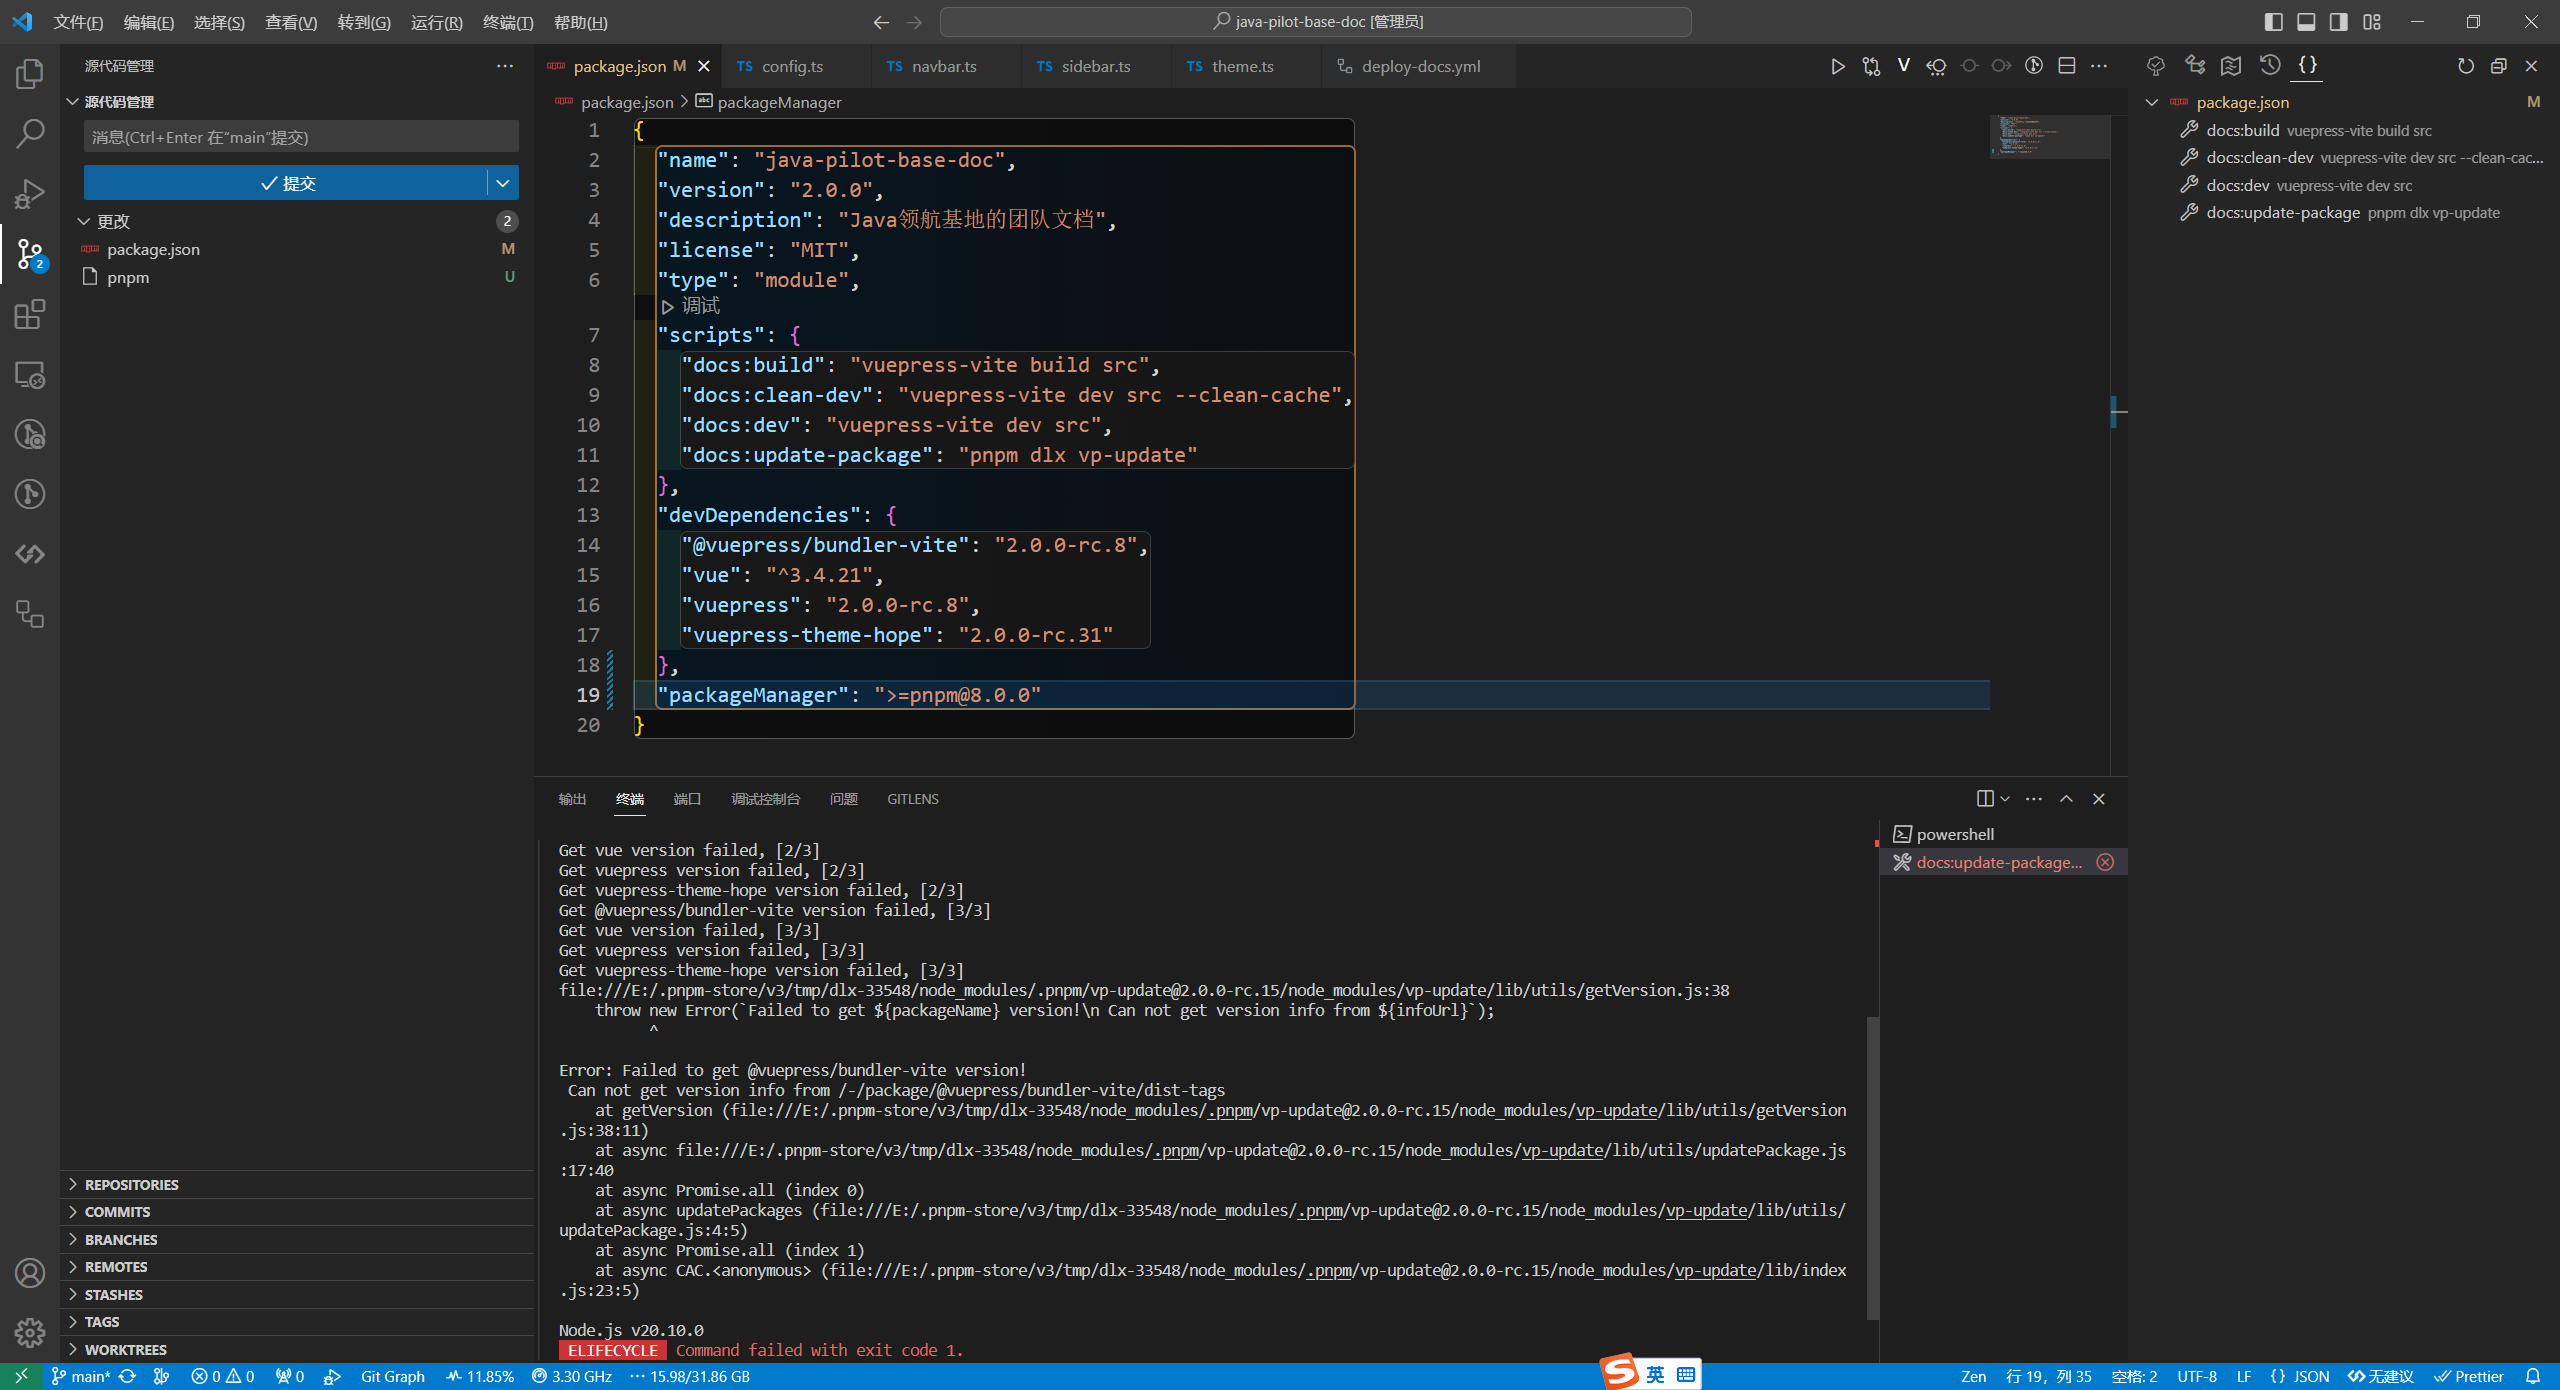 文件(F) 编辑(E) 选择(S) 查看(V) 转到(G) 运行(R) 终端(T) 帮助(H)
java-pilot-base-doc [管理员]
源代码管理
源代码管理
消息(Ctrl+Enter 在“main”提交)
提交
更改 2
package.json M
pnpm U
2
REPOSITORIES
COMMITS
BRANCHES
REMOTES
STASHES
TAGS
WORKTREES
package.json M
TS config.ts
TS navbar.ts
TS sidebar.ts
TS theme.ts
deploy-docs.yml
package.json > packageManager
1 {
2 "name": "java-pilot-base-doc",
3 "version": "2.0.0",
4 "description": "Java领航基地的团队文档",
5 "license": "MIT",
6 "type": "module",
调试
7 "scripts": {
8 "docs:build": "vuepress-vite build src",
9 "docs:clean-dev": "vuepress-vite dev src --clean-cache",
10 "docs:dev": "vuepress-vite dev src",
11 "docs:update-package": "pnpm dlx vp-update"
12 },
13 "devDependencies": {
14 "@vuepress/bundler-vite": "2.0.0-rc.8",
15 "vue": "^3.4.21",
16 "vuepress": "2.0.0-rc.8",
17 "vuepress-theme-hope": "2.0.0-rc.31"
18 },
19 "packageManager": ">=pnpm@8.0.0"
20 }
package.json M
docs:build vuepress-vite build src
docs:clean-dev vuepress-vite dev src --clean-cac...
docs:dev vuepress-vite dev src
docs:update-package pnpm dlx vp-update
输出 终端 端口 调试控制台 问题 GITLENS
Get vue version failed, [2/3]
Get vuepress version failed, [2/3]
Get vuepress-theme-hope version failed, [2/3]
Get @vuepress/bundler-vite version failed, [3/3]
Get vue version failed, [3/3]
Get vuepress version failed, [3/3]
Get vuepress-theme-hope version failed, [3/3]
file:///E:/.pnpm-store/v3/tmp/dlx-33548/node_modules/.pnpm/vp-update@2.0.0-rc.15/node_modules/vp-update/lib/utils/getVersion.js:38
throw new Error(`Failed to get ${packageName} version!\n Can not get version info from ${infoUrl}`);
^
Error: Failed to get @vuepress/bundler-vite version!
Can not get version info from /-/package/@vuepress/bundler-vite/dist-tags
at getVersion (file:///E:/.pnpm-store/v3/tmp/dlx-33548/node_modules/.pnpm/vp-update@2.0.0-rc.15/node_modules/vp-update/lib/utils/getVersion
.js:38:11)
at async file:///E:/.pnpm-store/v3/tmp/dlx-33548/node_modules/.pnpm/vp-update@2.0.0-rc.15/node_modules/vp-update/lib/utils/updatePackage.js
:17:40
at async Promise.all (index 0)
at async updatePackages (file:///E:/.pnpm-store/v3/tmp/dlx-33548/node_modules/.pnpm/vp-update@2.0.0-rc.15/node_modules/vp-update/lib/utils/
updatePackage.js:4:5)
at async Promise.all (index 1)
at async CAC.<anonymous> (file:///E:/.pnpm-store/v3/tmp/dlx-33548/node_modules/.pnpm/vp-update@2.0.0-rc.15/node_modules/vp-update/lib/index
.js:23:5)
Node.js v20.10.0
ELIFECYCLE Command failed with exit code 1.
powershell
docs:update-package...
main* 0 0 0 Git Graph 11.85% 3.30 GHz 15.98/31.86 GB
S 英
Zen 行 19，列 35 空格: 2 UTF-8 LF {} JSON 无建议 Prettier